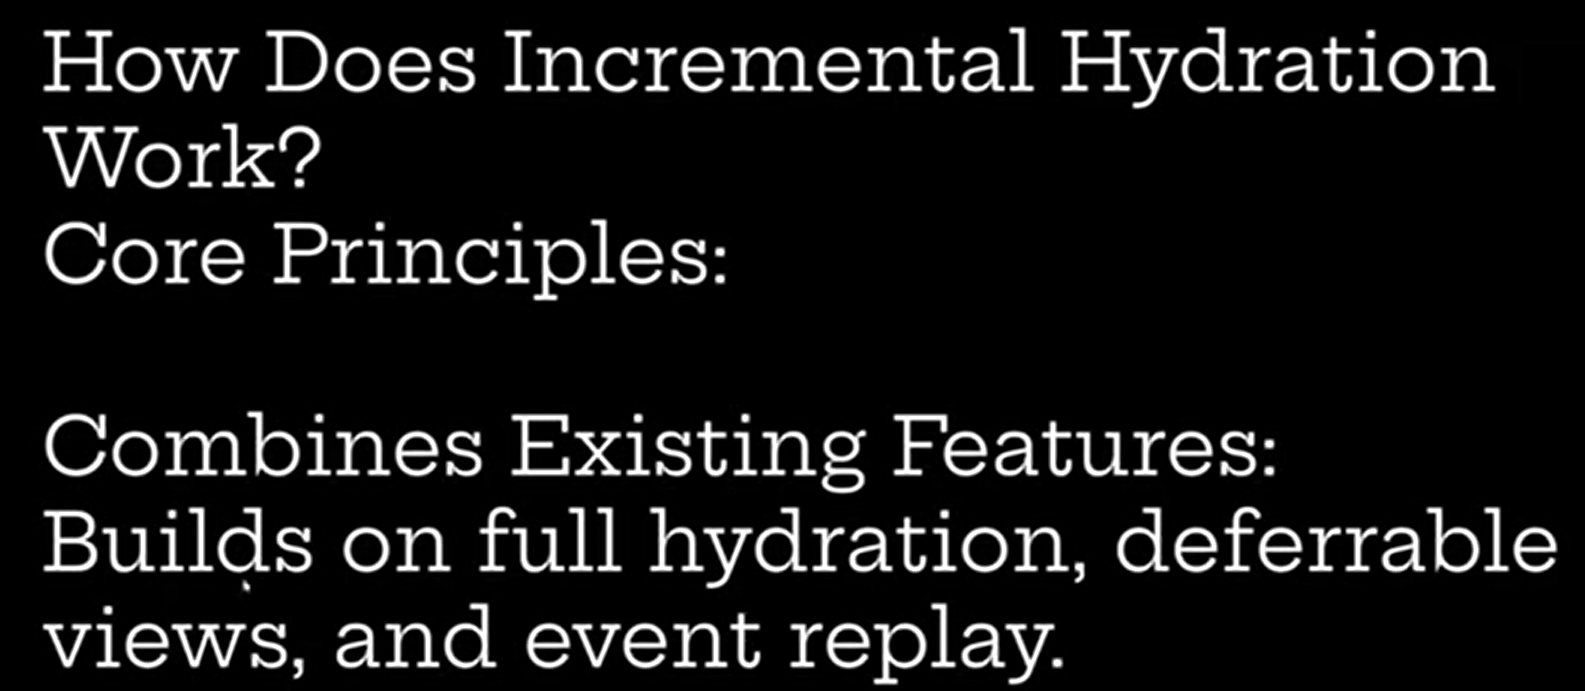 How Does Incremental Hydration
Work?
Core Principles:
Combines Existing Features:
Builds on full hydration, deferrable
views, and event replay.